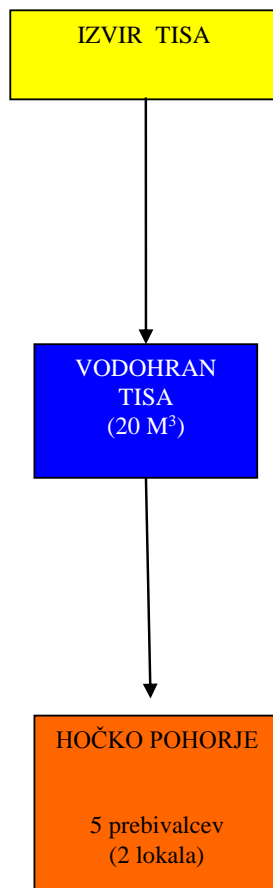 IZVIR TISA
VODOHRAN
TISA
(20 M³)
HOČKO POHORJE
5 prebivalcev
(2 lokala)